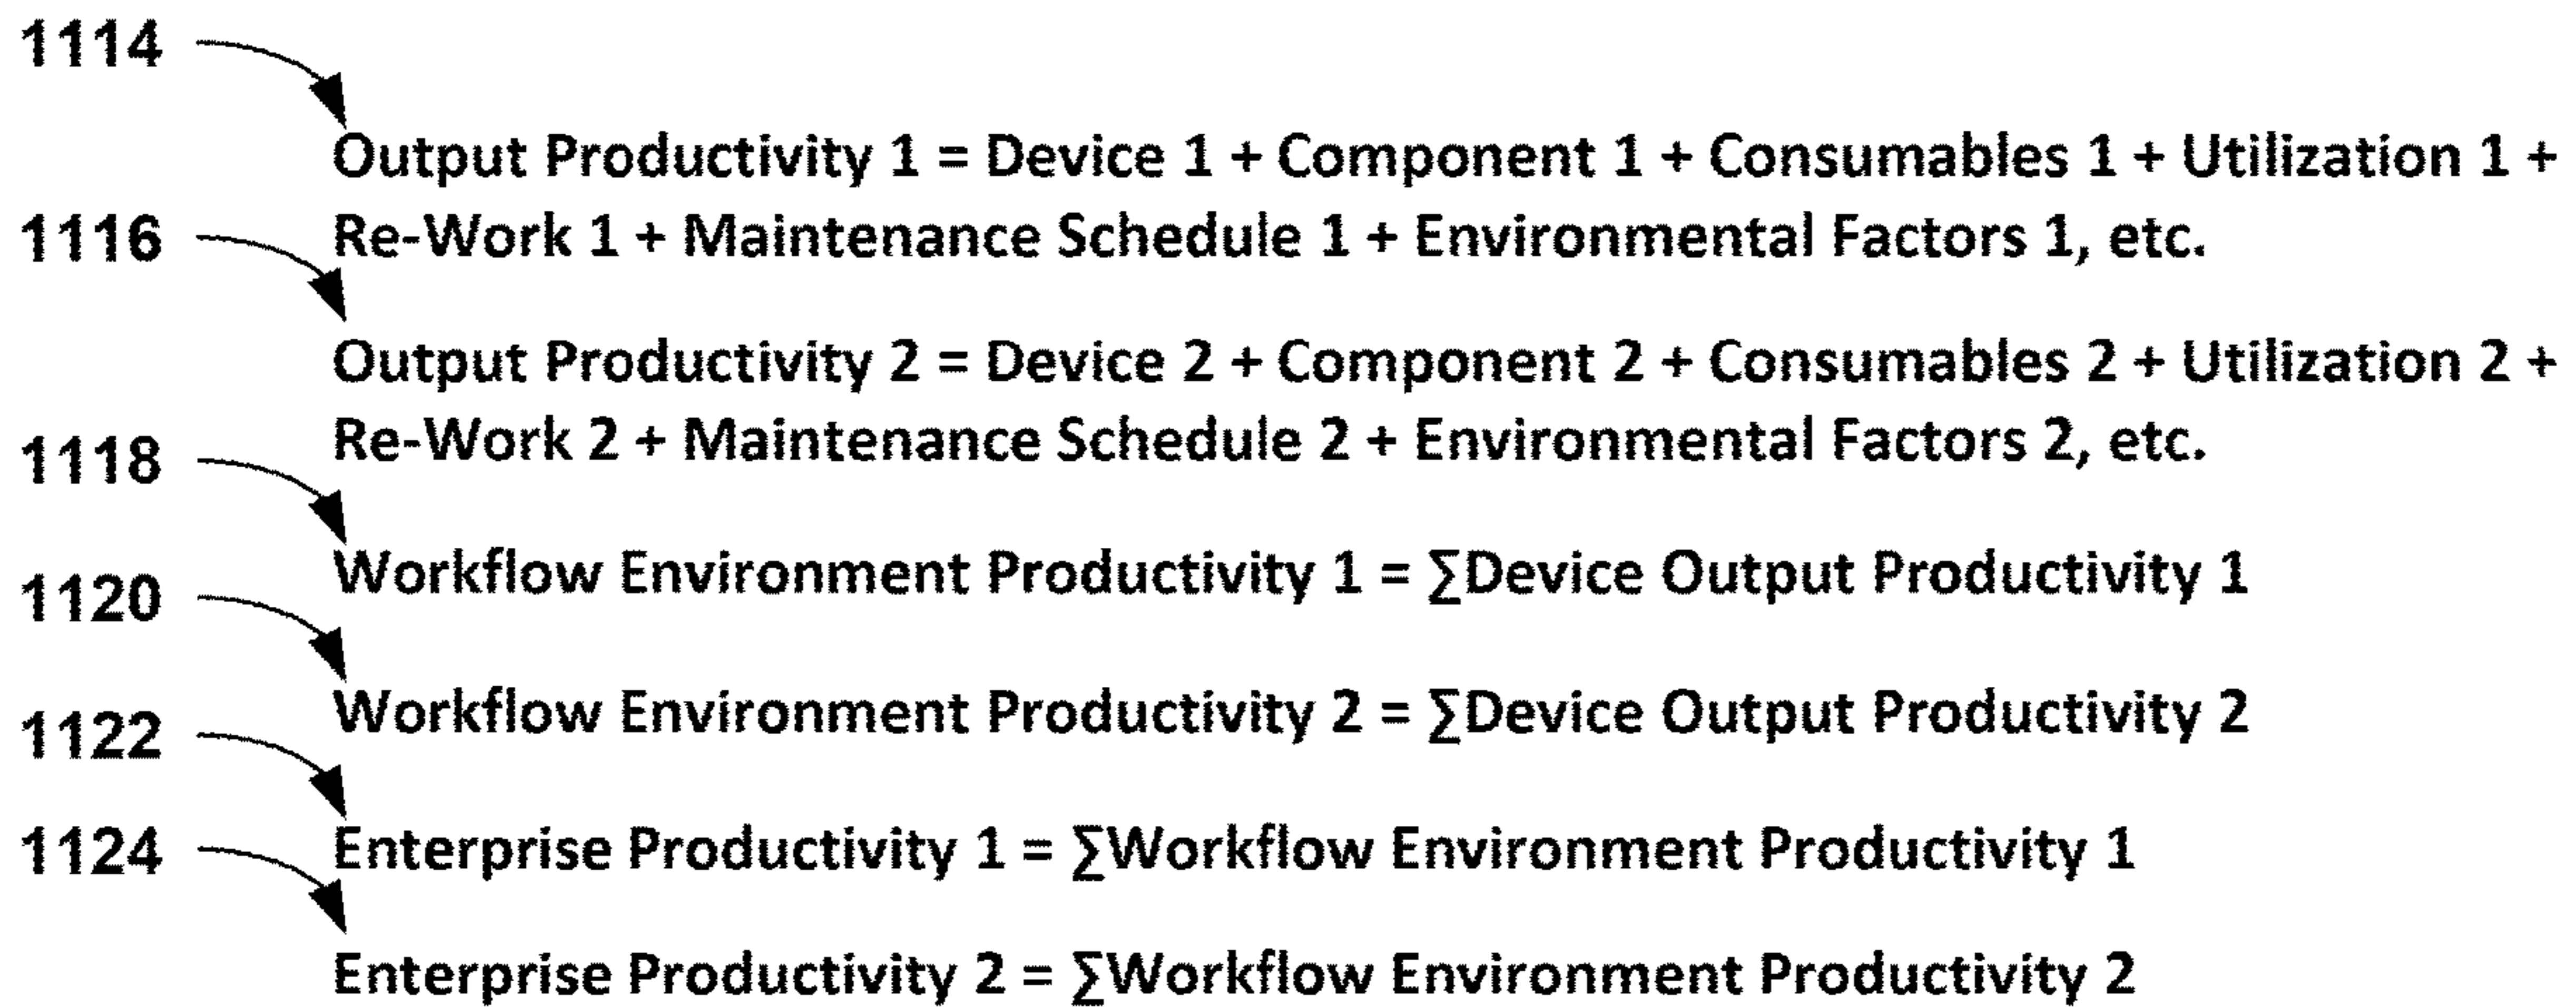 1114
Output Productivity 1 = Device 1 + Component 1 + Consumables 1 + Utilization 1 +
1116
Re-Work 1 + Maintenance Schedule 1 + Environmental Factors 1, etc.
Output Productivity 2 = Device 2 + Component 2 + Consumables 2 + Utilization 2 +
Re-Work 2 + Maintenance Schedule 2 + Environmental Factors 2, etc.
1118
Workflow Environment Productivity 1 = ∑Device Output Productivity 1
1120
Workflow Environment Productivity 2 = ∑Device Output Productivity 2
1122
Enterprise Productivity 1 = ∑Workflow Environment Productivity 1
1124
Enterprise Productivity 2 = ∑Workflow Environment Productivity 2